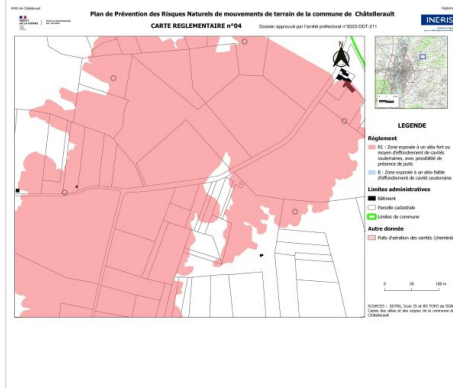 PPRN de Châtellerault
Plan de Prévention des Risques Naturels de mouvements de terrain de la commune de Châtellerault
CARTE REGLEMENTAIRE n°04
Dossier approuvé par l'arrêté préfectoral n°2023-DDT-211
INERIS
N
LEGENDE
Règlement
R1 : Zone exposée à un aléa fort ou
moyen d'effondrement de cavités
souterraines, avec possibilité de
présence de puits
B : Zone exposée à un aléa faible
d'effondrement de cavité souterraine
Limites administratives
Bâtiment
Parcelle cadastrale
Limites de commune
Autre donnée
Puits d'aération des cavités (cheminée
0
50
100 m
Cartes des aléas et des enjeux de la commune de
Châtellerault